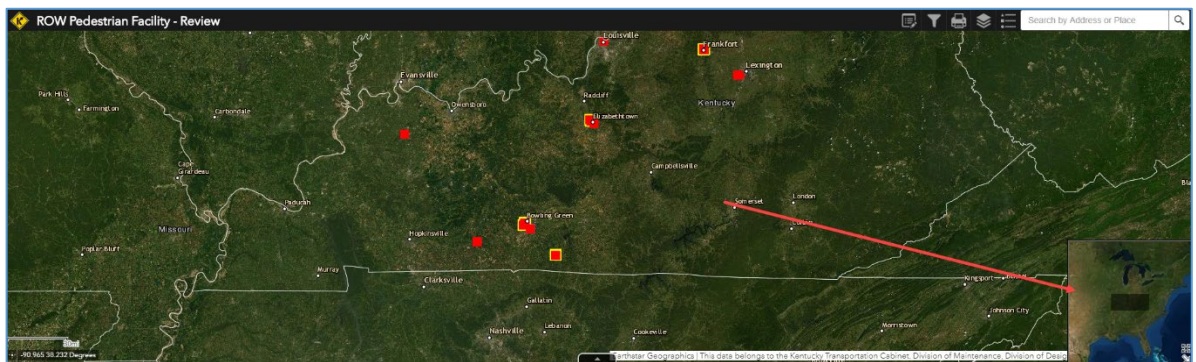 ROW Pedestrian Facility - Review
Search by Address or Place
Louisville
Frankfort
Lexington
Evansville
Park Hills
Farmington
Carbondale
Owensboro
Radcliff
Kentucky
Elizabethtown
Cape
Girardeau
Campbellsville
London
Paducah
Somerset
Missouri
Bowling Green
Hopkinsville
Poplar Bluff
Murray
Clarksville
Kingsport
Gallatin
Johnson City
Nashville
Lebanon
Cookeville
Morristown
-90.965 38.232 Degrees
Earthstar Geographics | This data belongs to the Kentucky Transportation Cabinet, Division of Maintenance, Division of Desig